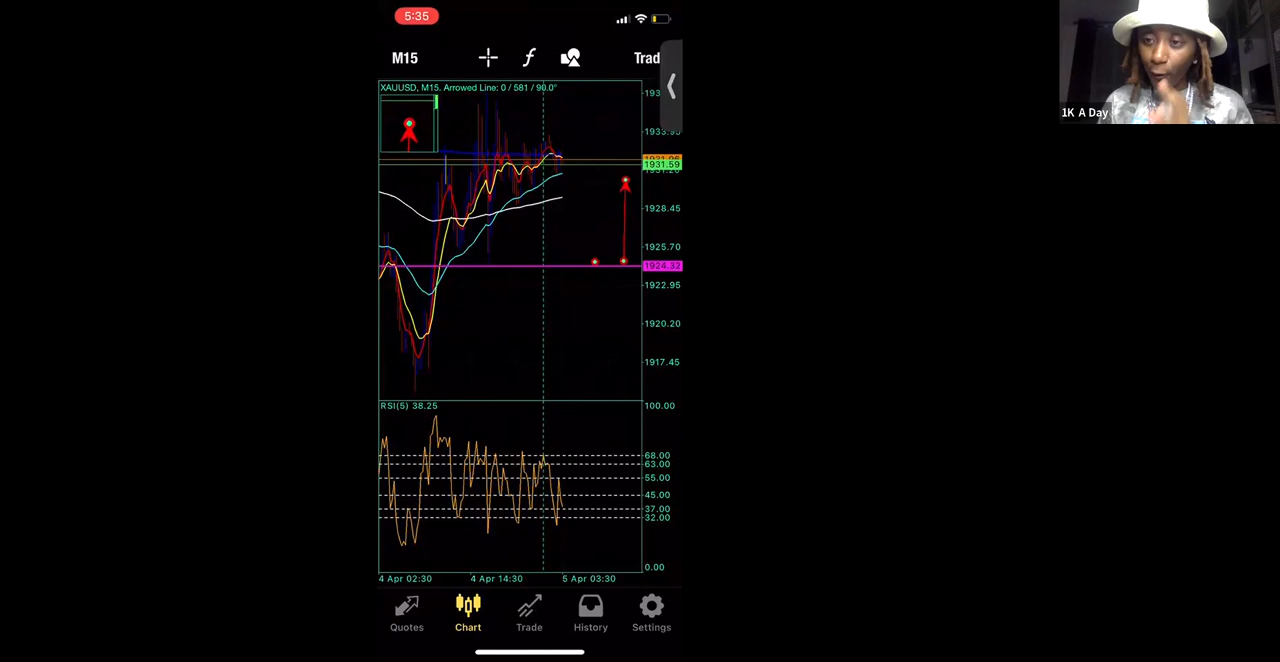 5:35
M15
Trad
1K A Day
XAUUSD, M15. Arrowed Line: 0 / 581 / 90.0°
193
1933.95
1931.59
1928.45
1925.70
1924.32
1922.95
1920.20
1917.45
RSI(5) 38.25
100.00
68.00
63.00
55.00
45.00
37.00
32.00
0.00
4 Apr 02:30 4 Apr 14:30 5 Apr 03:30
Quotes Chart Trade History Settings